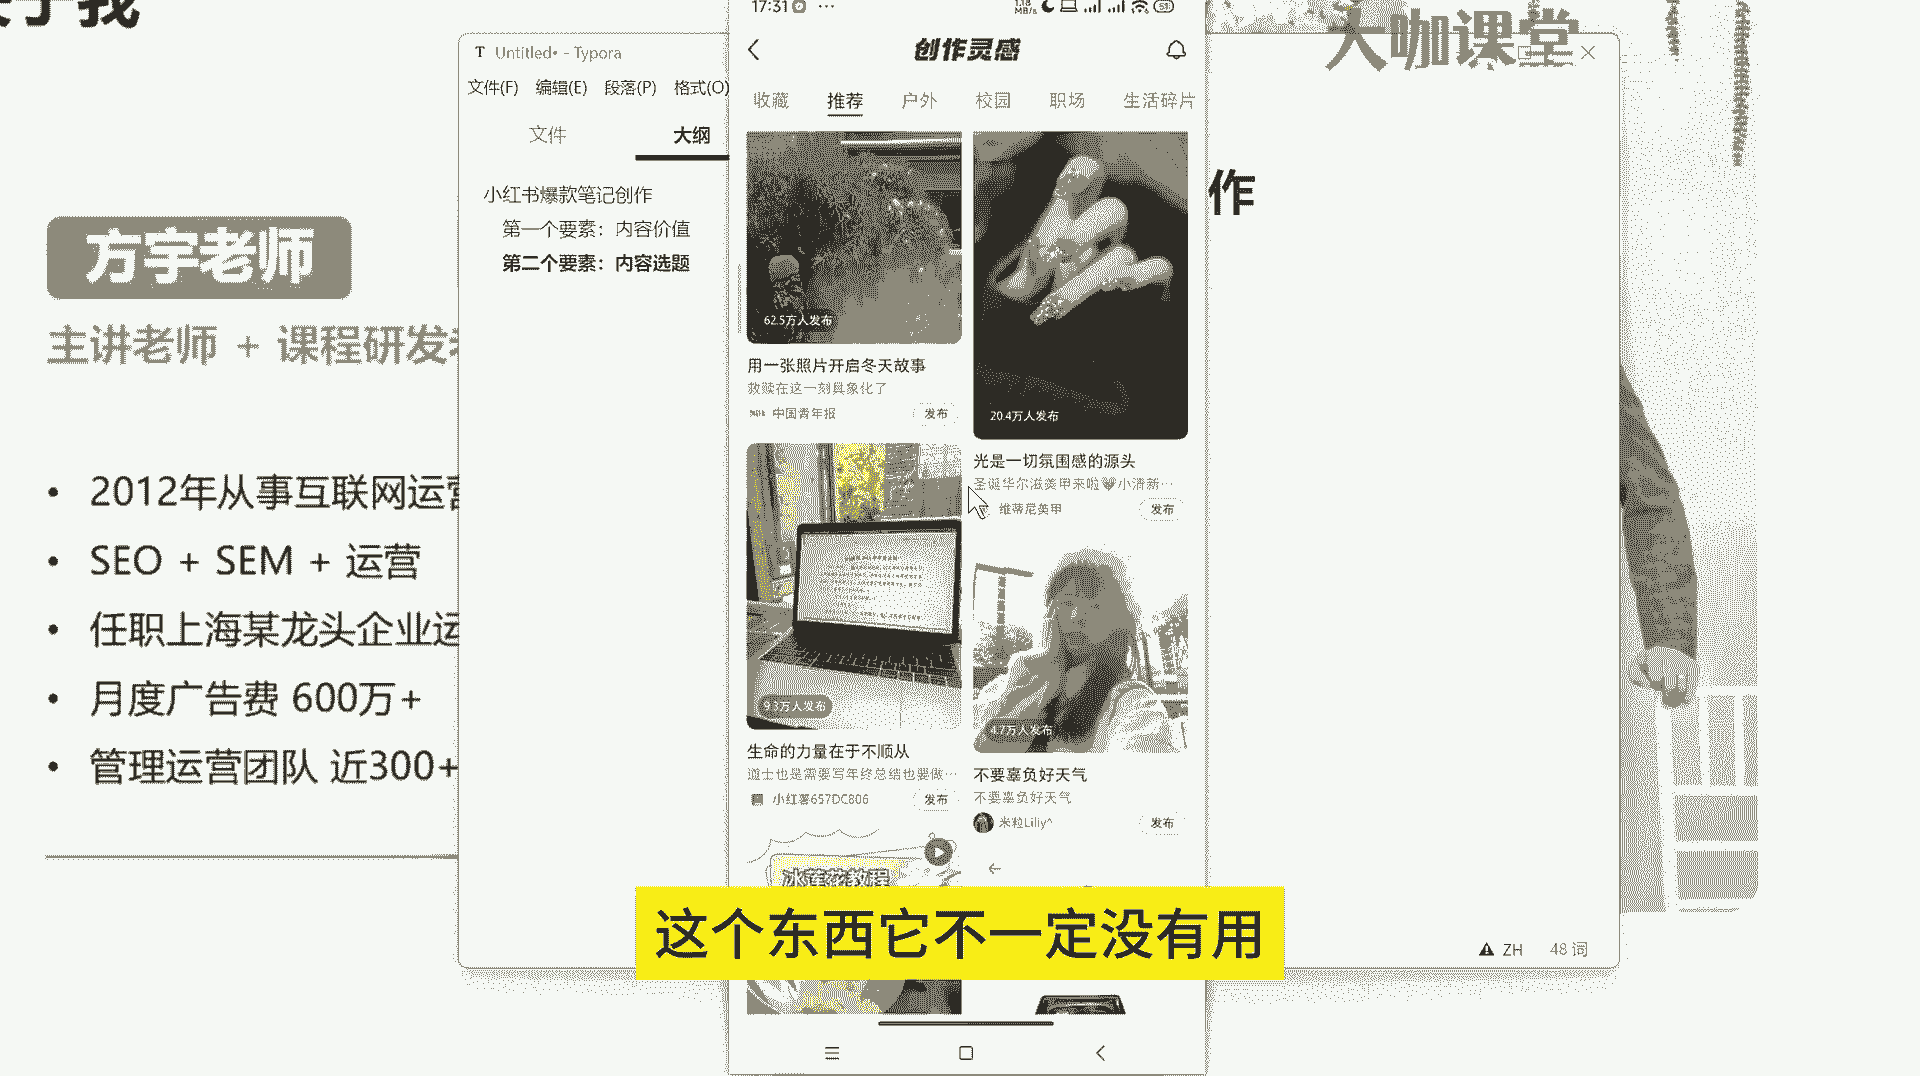 于我
大咖课堂
方宇老师
主讲老师 + 课程研发
2012年从事互联网运营
SEO + SEM + 运营
任职上海某龙头企业运
月度广告费 600万+
管理运营团队 近300+
Untitled• - Typora
文件(F) 编辑(E) 段落(P) 格式(O)
文件 大纲
小红书爆款笔记创作
第一个要素：内容价值
第二个要素：内容选题
作
17:31
创作灵感
收藏 推荐 户外 校园 职场 生活碎片
62.5万人发布
用一张照片开启冬天故事
救赎在这一刻具象化了
中国青年报 发布
20.4万人发布
光是一切氛围感的源头
圣诞华尔滋美甲来啦小清新…
维蒂尼美甲 发布
9.3万人发布
生命的力量在于不顺从
道士也是需要写年终总结也要做…
小红薯657DC806 发布
4.7万人发布
不要辜负好天气
不要辜负好天气
米粒Liliy^ 发布
冰莲花教程
这个东西它不一定没有用
ZH 48 词